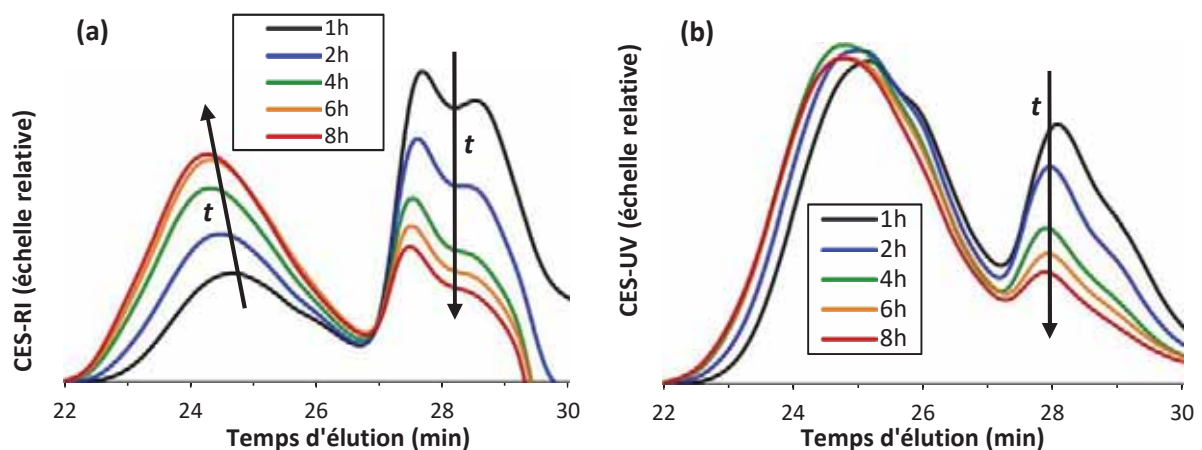 (a)
1h
2h
4h
6h
8h
t
t
CES-RI (échelle relative)
22
24
26
28
30
Temps d'élution (min)
(b)
t
1h
2h
4h
6h
8h
CES-UV (échelle relative)
22
24
26
28
30
Temps d'élution (min)